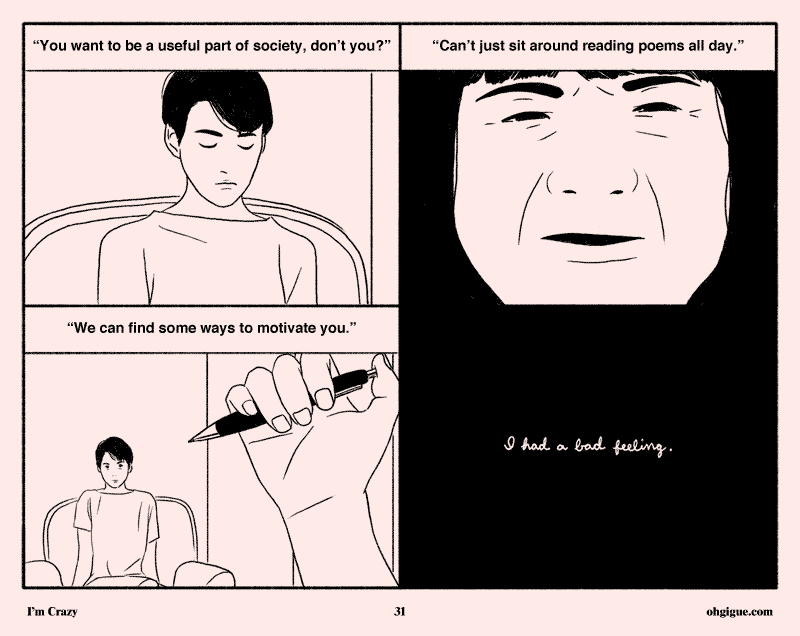 “You want to be a useful part of society, don’t you?”
“Can’t just sit around reading poems all day.”
“We can find some ways to motivate you.”
I had a bad feeling.
I’m Crazy
31
ohgigue.com